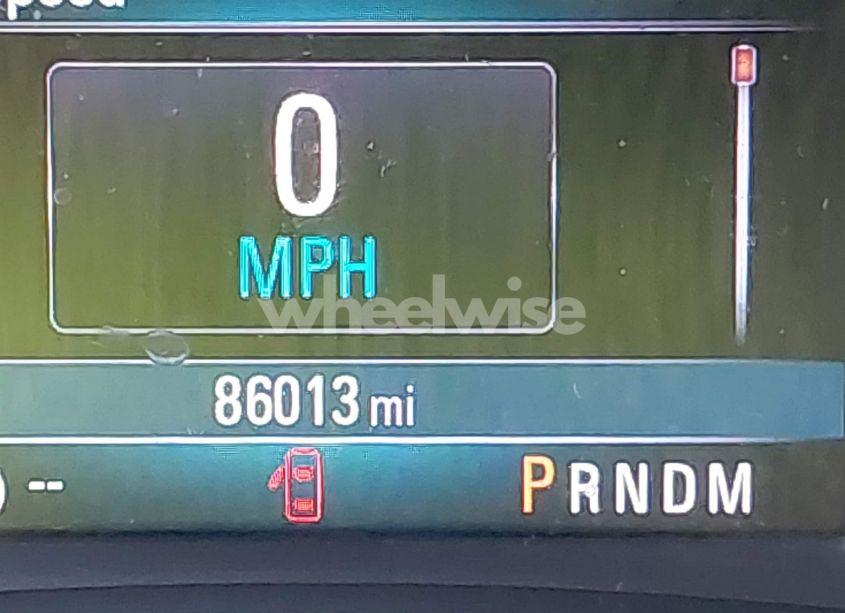 0
MPH
wheelwise
86013 mi
--
PRNDM